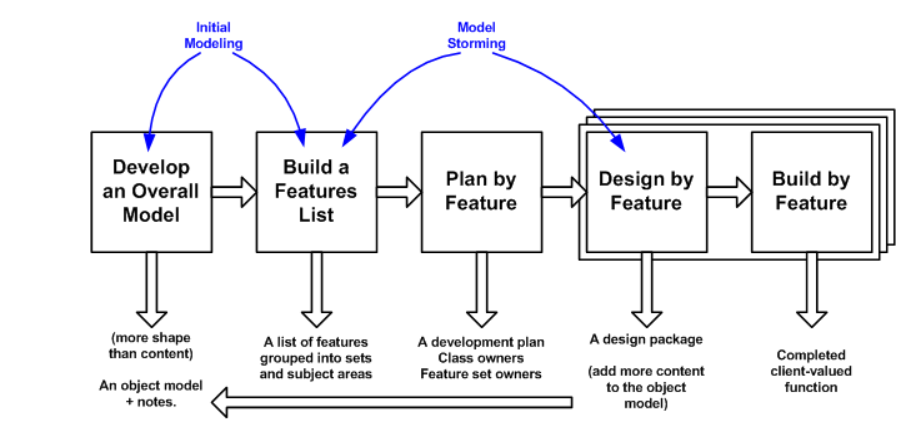 Initial
Modeling
Model
Storming
Develop
an Overall
Model
Build a
Features
List
Plan by
Feature
Design by
Feature
Build by
Feature
(more shape
than content)
An object model
+ notes.
A list of features
grouped into sets
and subject areas
A development plan
Class owners
Feature set owners
A design package
(add more content
to the object
model)
Completed
client-valued
function